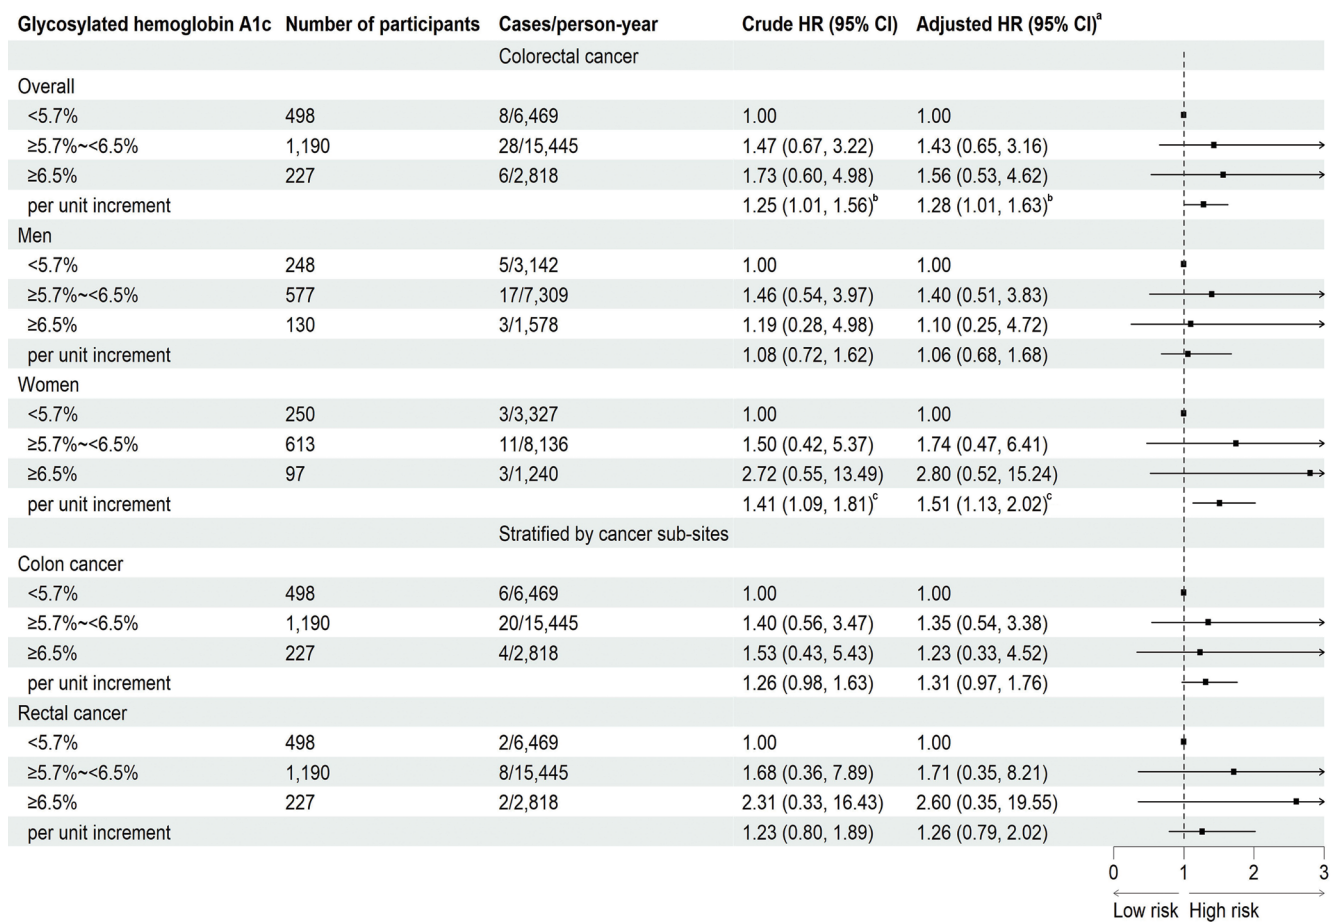 Glycosylated hemoglobin A1c Number of participants Cases/person-year Crude HR (95% CI) Adjusted HR (95% CI)a
Colorectal cancer
Overall
<5.7% 498 8/6,469 1.00 1.00
≥5.7%~<6.5% 1,190 28/15,445 1.47 (0.67, 3.22) 1.43 (0.65, 3.16)
≥6.5% 227 6/2,818 1.73 (0.60, 4.98) 1.56 (0.53, 4.62)
per unit increment 1.25 (1.01, 1.56)b 1.28 (1.01, 1.63)b
Men
<5.7% 248 5/3,142 1.00 1.00
≥5.7%~<6.5% 577 17/7,309 1.46 (0.54, 3.97) 1.40 (0.51, 3.83)
≥6.5% 130 3/1,578 1.19 (0.28, 4.98) 1.10 (0.25, 4.72)
per unit increment 1.08 (0.72, 1.62) 1.06 (0.68, 1.68)
Women
<5.7% 250 3/3,327 1.00 1.00
≥5.7%~<6.5% 613 11/8,136 1.50 (0.42, 5.37) 1.74 (0.47, 6.41)
≥6.5% 97 3/1,240 2.72 (0.55, 13.49) 2.80 (0.52, 15.24)
per unit increment 1.41 (1.09, 1.81)c 1.51 (1.13, 2.02)c
Stratified by cancer sub-sites
Colon cancer
<5.7% 498 6/6,469 1.00 1.00
≥5.7%~<6.5% 1,190 20/15,445 1.40 (0.56, 3.47) 1.35 (0.54, 3.38)
≥6.5% 227 4/2,818 1.53 (0.43, 5.43) 1.23 (0.33, 4.52)
per unit increment 1.26 (0.98, 1.63) 1.31 (0.97, 1.76)
Rectal cancer
<5.7% 498 2/6,469 1.00 1.00
≥5.7%~<6.5% 1,190 8/15,445 1.68 (0.36, 7.89) 1.71 (0.35, 8.21)
≥6.5% 227 2/2,818 2.31 (0.33, 16.43) 2.60 (0.35, 19.55)
per unit increment 1.23 (0.80, 1.89) 1.26 (0.79, 2.02)
0 1 2 3
Low risk High risk